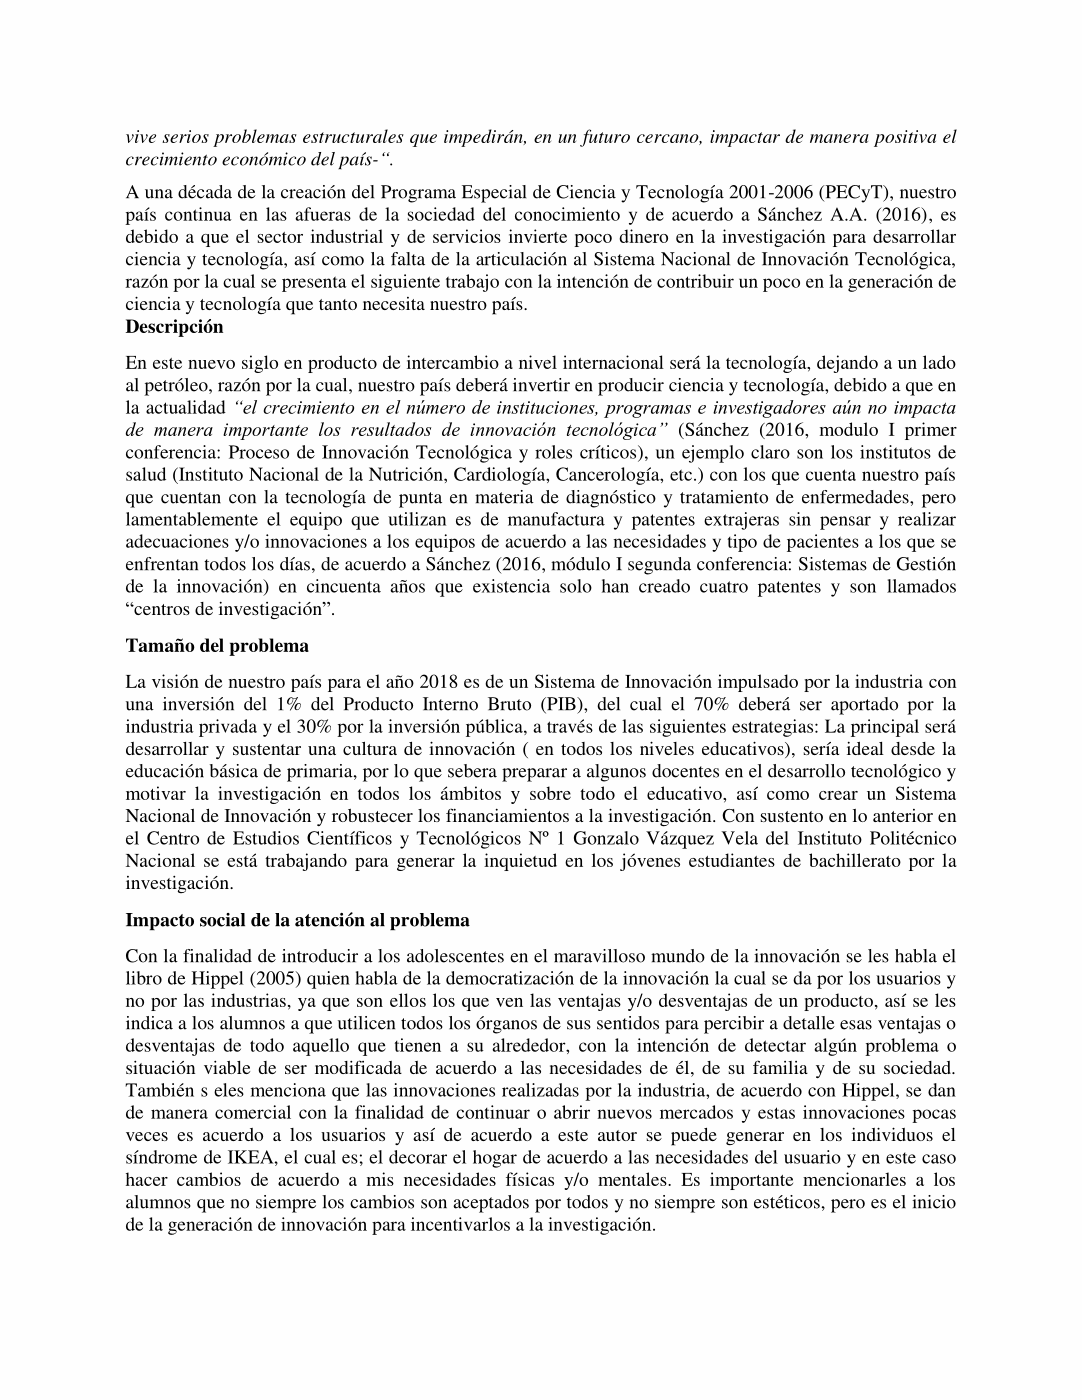 vive serios problemas estructurales que impedirán, en un futuro cercano, impactar de manera positiva el
crecimiento económico del país-“.
A una década de la creación del Programa Especial de Ciencia y Tecnología 2001-2006 (PECyT), nuestro
país continua en las afueras de la sociedad del conocimiento y de acuerdo a Sánchez A.A. (2016), es
debido a que el sector industrial y de servicios invierte poco dinero en la investigación para desarrollar
ciencia y tecnología, así como la falta de la articulación al Sistema Nacional de Innovación Tecnológica,
razón por la cual se presenta el siguiente trabajo con la intención de contribuir un poco en la generación de
ciencia y tecnología que tanto necesita nuestro país.
Descripción
En este nuevo siglo en producto de intercambio a nivel internacional será la tecnología, dejando a un lado
al petróleo, razón por la cual, nuestro país deberá invertir en producir ciencia y tecnología, debido a que en
la actualidad “el crecimiento en el número de instituciones, programas e investigadores aún no impacta
de manera importante los resultados de innovación tecnológica” (Sánchez (2016, modulo I primer
conferencia: Proceso de Innovación Tecnológica y roles críticos), un ejemplo claro son los institutos de
salud (Instituto Nacional de la Nutrición, Cardiología, Cancerología, etc.) con los que cuenta nuestro país
que cuentan con la tecnología de punta en materia de diagnóstico y tratamiento de enfermedades, pero
lamentablemente el equipo que utilizan es de manufactura y patentes extrajeras sin pensar y realizar
adecuaciones y/o innovaciones a los equipos de acuerdo a las necesidades y tipo de pacientes a los que se
enfrentan todos los días, de acuerdo a Sánchez (2016, módulo I segunda conferencia: Sistemas de Gestión
de la innovación) en cincuenta años que existencia solo han creado cuatro patentes y son llamados
“centros de investigación”.
Tamaño del problema
La visión de nuestro país para el año 2018 es de un Sistema de Innovación impulsado por la industria con
una inversión del 1% del Producto Interno Bruto (PIB), del cual el 70% deberá ser aportado por la
industria privada y el 30% por la inversión pública, a través de las siguientes estrategias: La principal será
desarrollar y sustentar una cultura de innovación ( en todos los niveles educativos), sería ideal desde la
educación básica de primaria, por lo que sebera preparar a algunos docentes en el desarrollo tecnológico y
motivar la investigación en todos los ámbitos y sobre todo el educativo, así como crear un Sistema
Nacional de Innovación y robustecer los financiamientos a la investigación. Con sustento en lo anterior en
el Centro de Estudios Científicos y Tecnológicos Nº 1 Gonzalo Vázquez Vela del Instituto Politécnico
Nacional se está trabajando para generar la inquietud en los jóvenes estudiantes de bachillerato por la
investigación.
Impacto social de la atención al problema
Con la finalidad de introducir a los adolescentes en el maravilloso mundo de la innovación se les habla el
libro de Hippel (2005) quien habla de la democratización de la innovación la cual se da por los usuarios y
no por las industrias, ya que son ellos los que ven las ventajas y/o desventajas de un producto, así se les
indica a los alumnos a que utilicen todos los órganos de sus sentidos para percibir a detalle esas ventajas o
desventajas de todo aquello que tienen a su alrededor, con la intención de detectar algún problema o
situación viable de ser modificada de acuerdo a las necesidades de él, de su familia y de su sociedad.
También s eles menciona que las innovaciones realizadas por la industria, de acuerdo con Hippel, se dan
de manera comercial con la finalidad de continuar o abrir nuevos mercados y estas innovaciones pocas
veces es acuerdo a los usuarios y así de acuerdo a este autor se puede generar en los individuos el
síndrome de IKEA, el cual es; el decorar el hogar de acuerdo a las necesidades del usuario y en este caso
hacer cambios de acuerdo a mis necesidades físicas y/o mentales. Es importante mencionarles a los
alumnos que no siempre los cambios son aceptados por todos y no siempre son estéticos, pero es el inicio
de la generación de innovación para incentivarlos a la investigación.